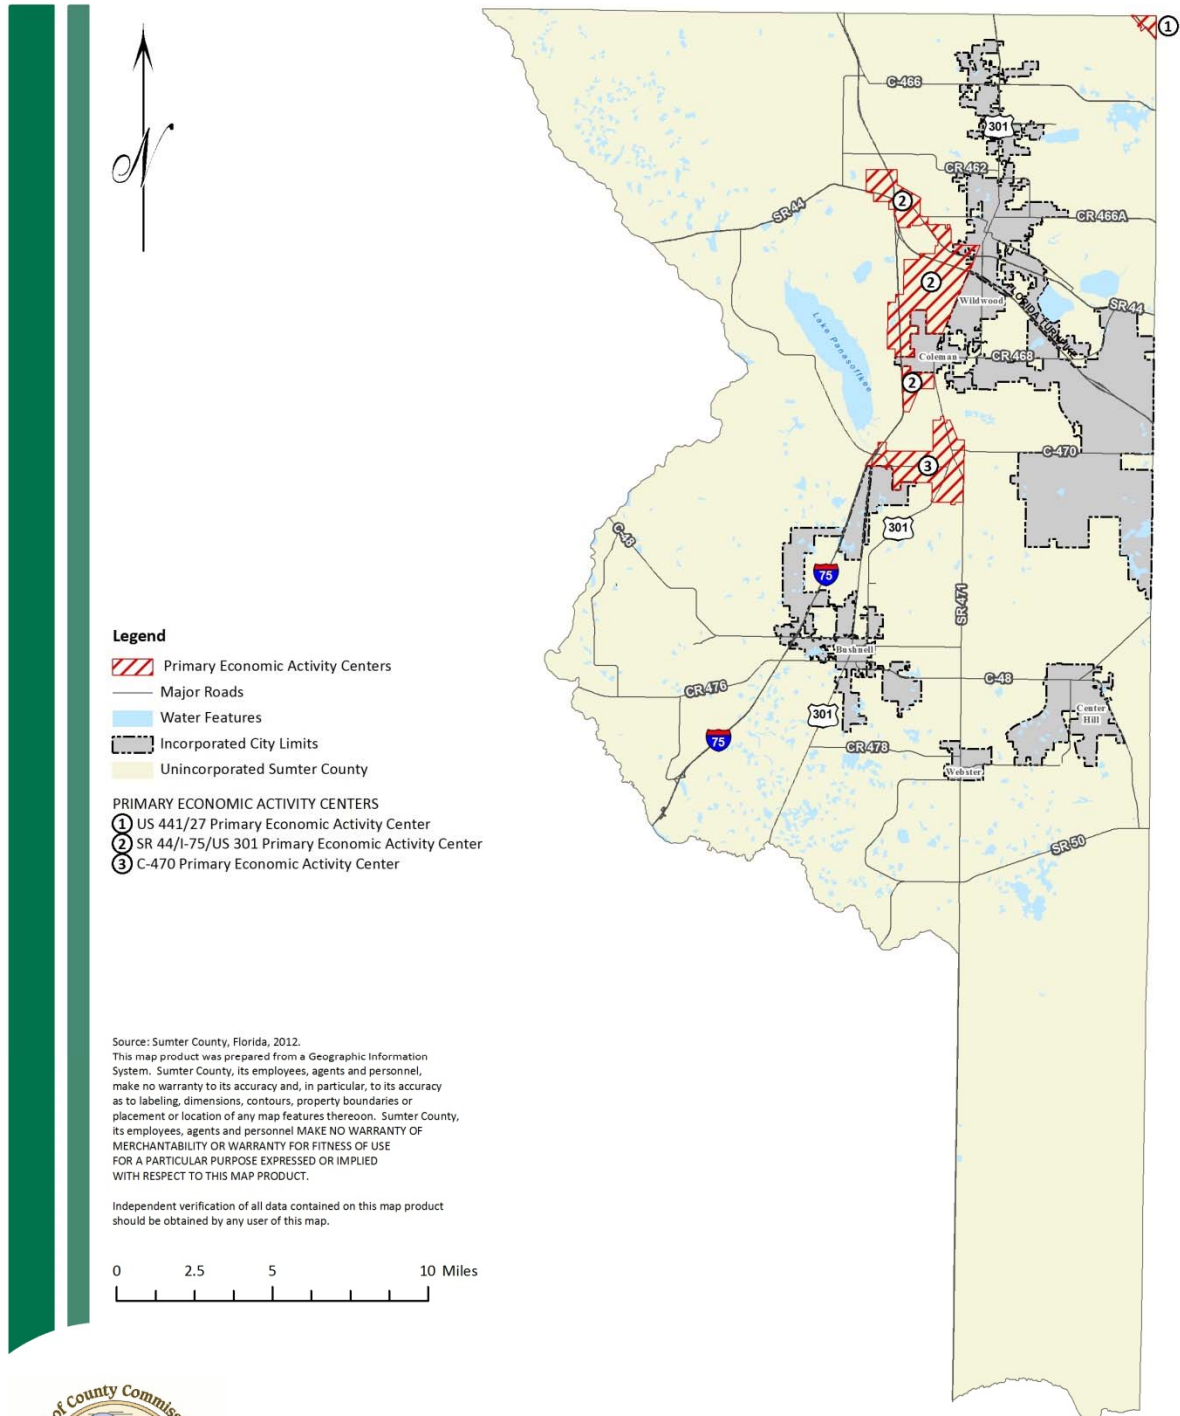 N
1
C-466
301
CR 462
2
SR 44
CR 466A
2
Wildwood
FLORIDA TURNPIKE
SR 44
Lake Panasoffkee
Coleman
CR 468
2
C-470
3
301
C-48
75
SR 471
Bushnell
C-48
CR 476
Center
Hill
301
75
CR 478
Webster
SR 50
Legend
Primary Economic Activity Centers
Major Roads
Water Features
Incorporated City Limits
Unincorporated Sumter County
PRIMARY ECONOMIC ACTIVITY CENTERS
1 US 441/27 Primary Economic Activity Center
2 SR 44/I-75/US 301 Primary Economic Activity Center
3 C-470 Primary Economic Activity Center
Source: Sumter County, Florida, 2012.
This map product was prepared from a Geographic Information
System. Sumter County, its employees, agents and personnel,
make no warranty to its accuracy and, in particular, to its accuracy
as to labeling, dimensions, contours, property boundaries or
placement or location of any map features thereoon. Sumter County,
its employees, agents and personnel MAKE NO WARRANTY OF
MERCHANTABILITY OR WARRANTY FOR FITNESS OF USE
FOR A PARTICULAR PURPOSE EXPRESSED OR IMPLIED
WITH RESPECT TO THIS MAP PRODUCT.
Independent verification of all data contained on this map product
should be obtained by any user of this map.
0 2.5 5 10 Miles
of County Commiss